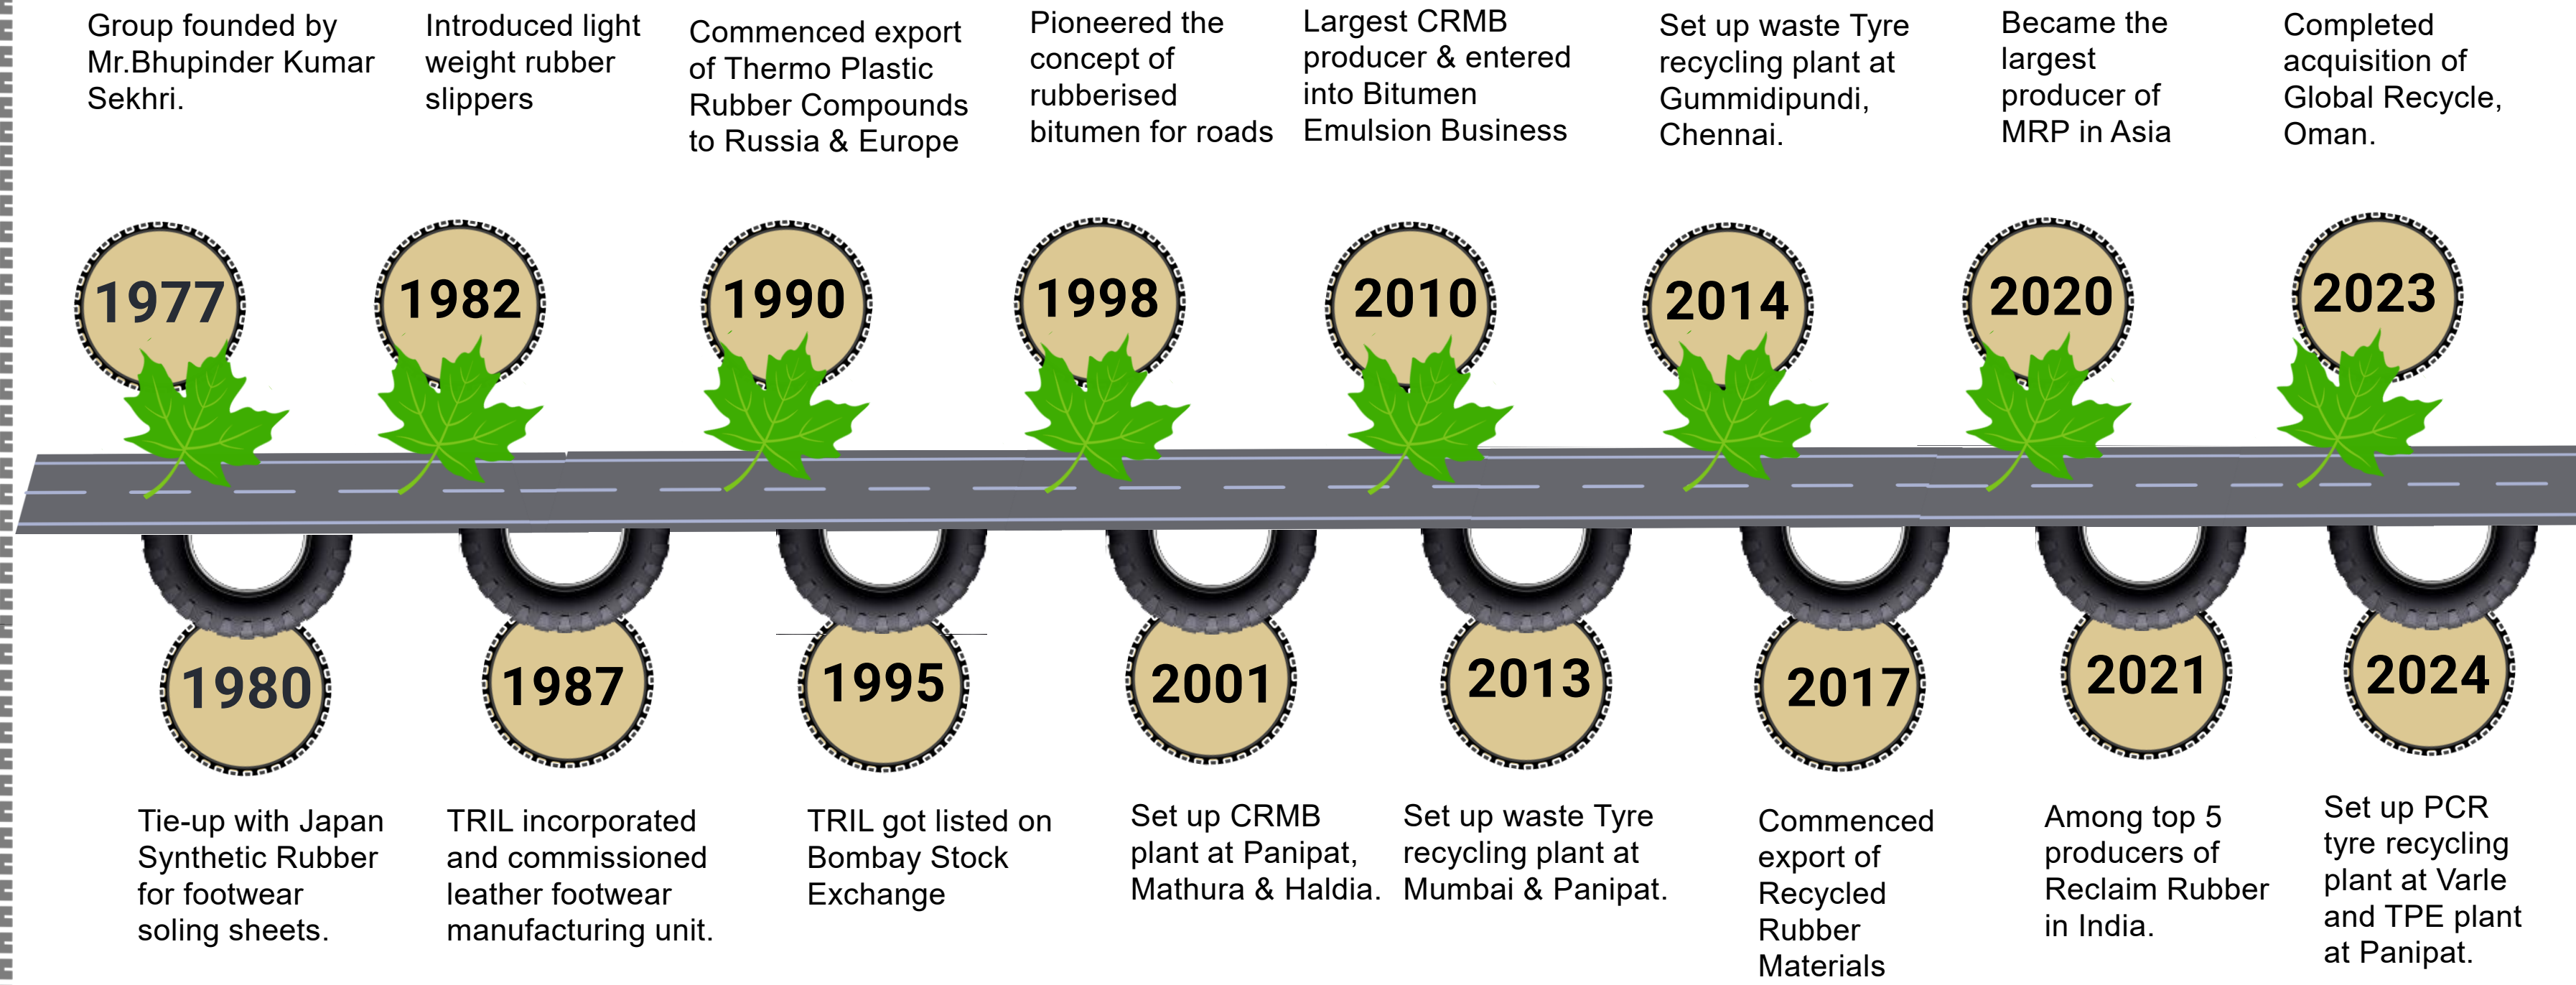 Group founded by
Mr.Bhupinder Kumar
Sekhri.
Introduced light
weight rubber
slippers
Commenced export
of Thermo Plastic
Rubber Compounds
to Russia & Europe
Pioneered the
concept of
rubberised
bitumen for roads
Largest CRMB
producer & entered
into Bitumen
Emulsion Business
Set up waste Tyre
recycling plant at
Gummidipundi,
Chennai.
Became the
largest
producer of
MRP in Asia
Completed
acquisition of
Global Recycle,
Oman.
1977
1982
1990
1998
2010
2014
2020
2023
1980
1987
1995
2001
2013
2017
2021
2024
Tie-up with Japan
Synthetic Rubber
for footwear
soling sheets.
TRIL incorporated
and commissioned
leather footwear
manufacturing unit.
TRIL got listed on
Bombay Stock
Exchange
Set up CRMB
plant at Panipat,
Mathura & Haldia.
Set up waste Tyre
recycling plant at
Mumbai & Panipat.
Commenced
export of
Recycled
Rubber
Materials
Among top 5
producers of
Reclaim Rubber
in India.
Set up PCR
tyre recycling
plant at Varle
and TPE plant
at Panipat.